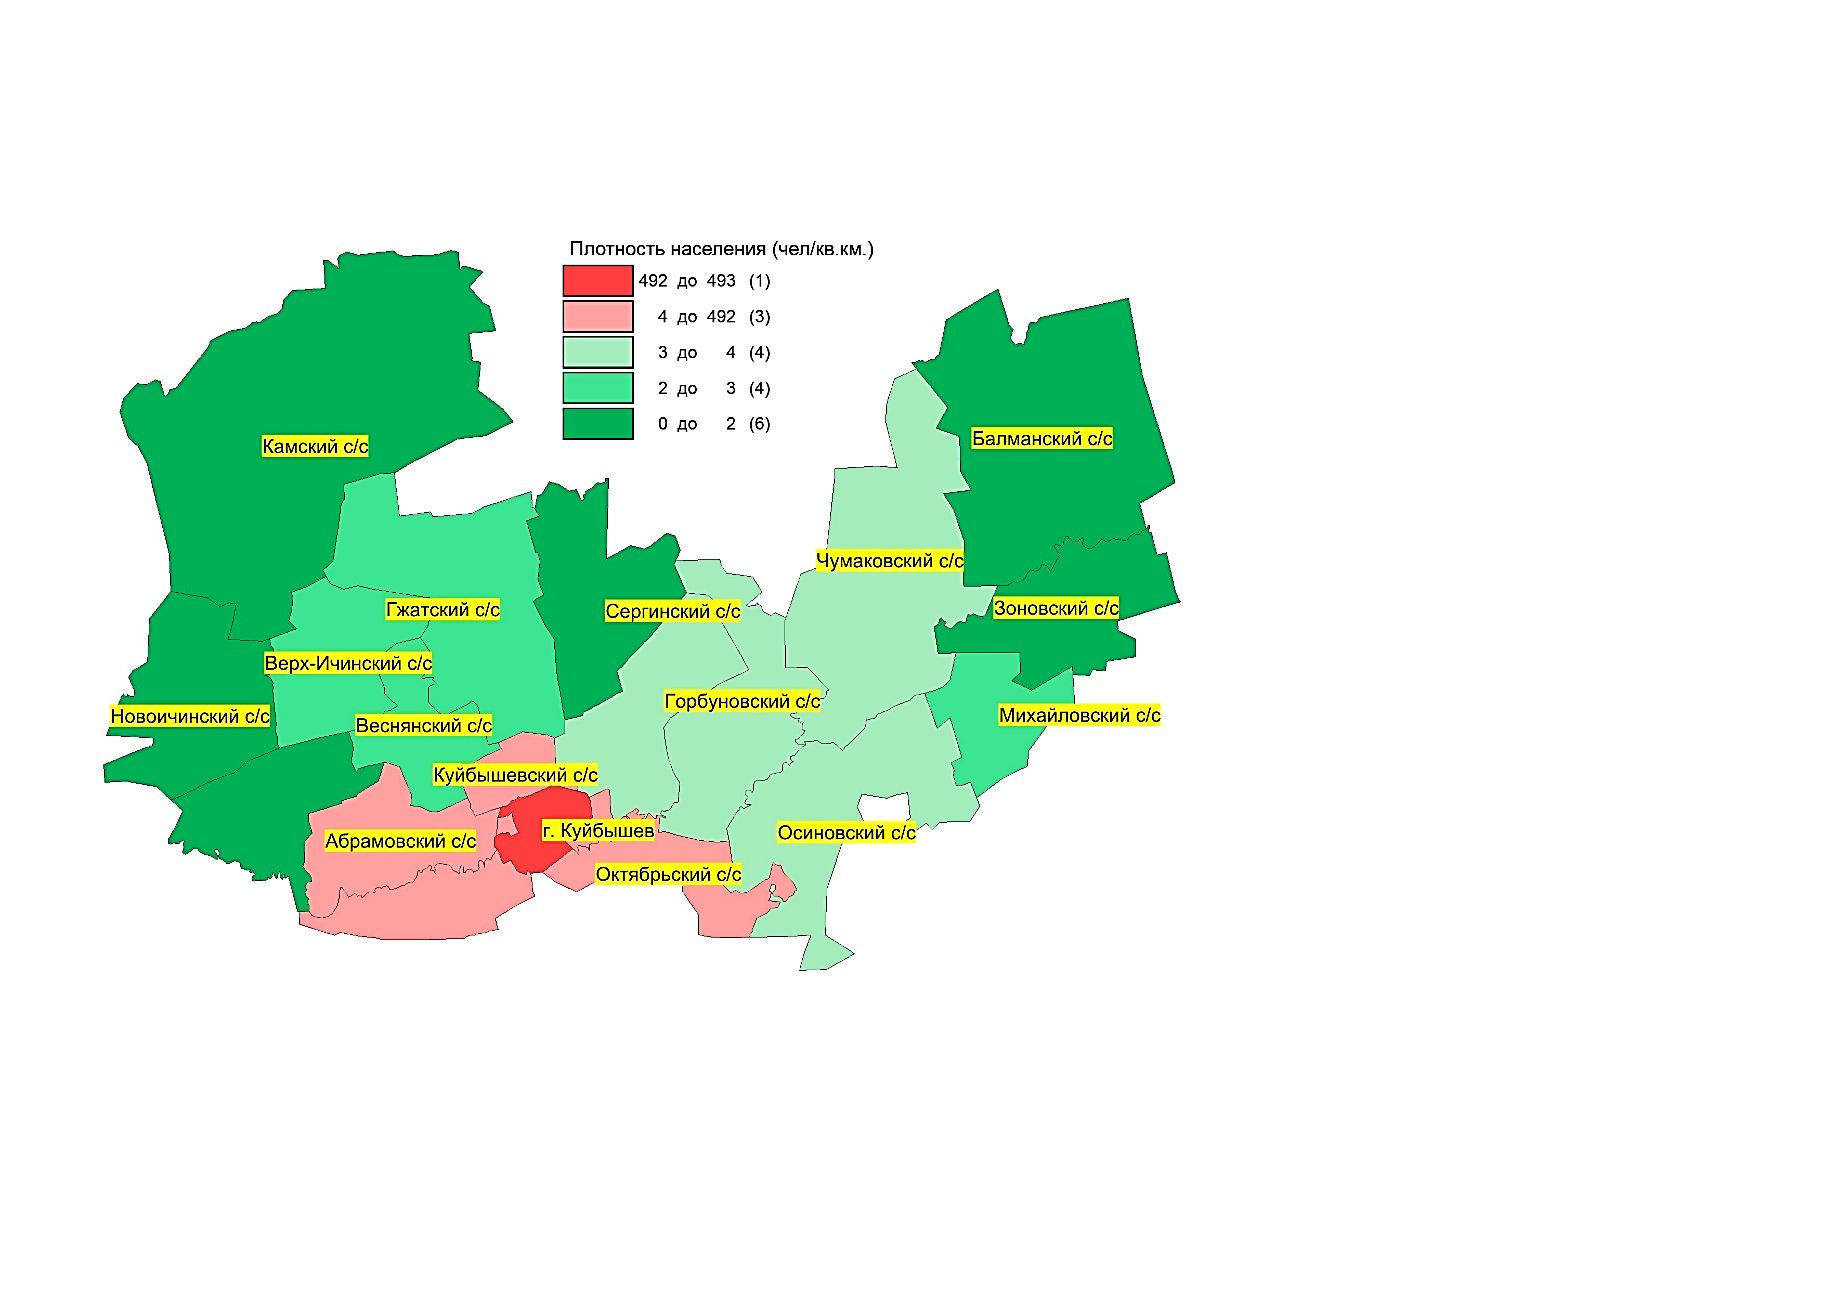 Плотность населения (чел/кв.км.)
492 до 493 (1)
4 до 492 (3)
3 до 4 (4)
2 до 3 (4)
0 до 2 (6)
Камский с/с
Балманский с/с
Чумаковский с/с
Гжатский с/с
Сергинский с/с
Зоновский с/с
Верх-Ичинский с/с
Горбуновский с/с
Новоичинский с/с
Михайловский с/с
Веснянский с/с
Куйбышевский с/с
г. Куйбышев
Осиновский с/с
Абрамовский с/с
Октябрьский с/с